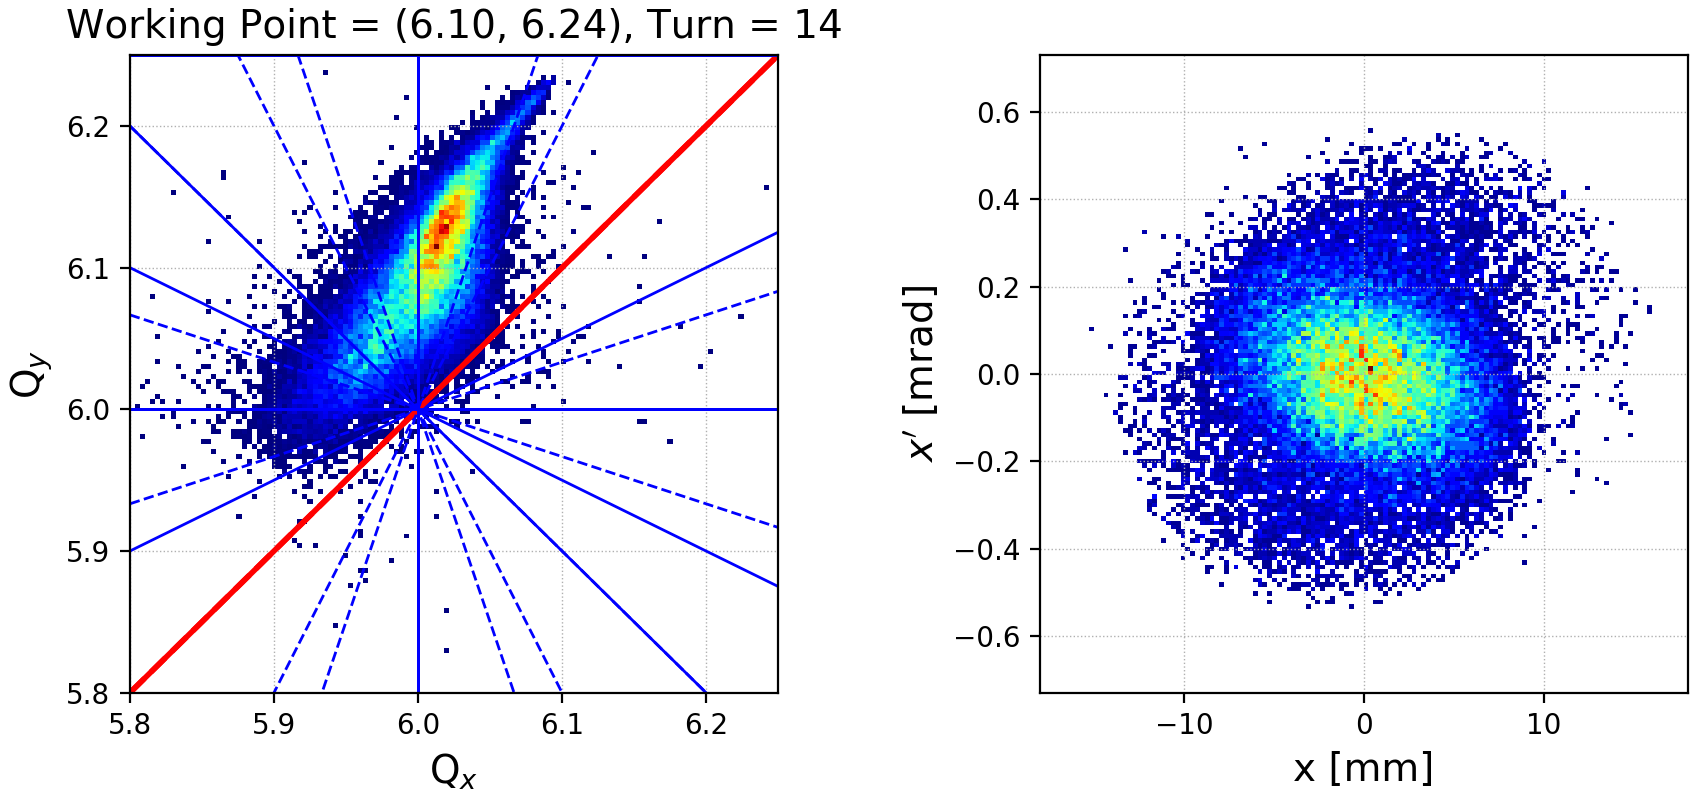 Working Point = (6.10, 6.24), Turn = 14
6.2
6.1
6.0
5.9
5.8
Q_y
5.8 5.9 6.0 6.1 6.2
Q_x
0.6
0.4
0.2
0.0
−0.2
−0.4
−0.6
x′ [mrad]
−10 0 10
x [mm]